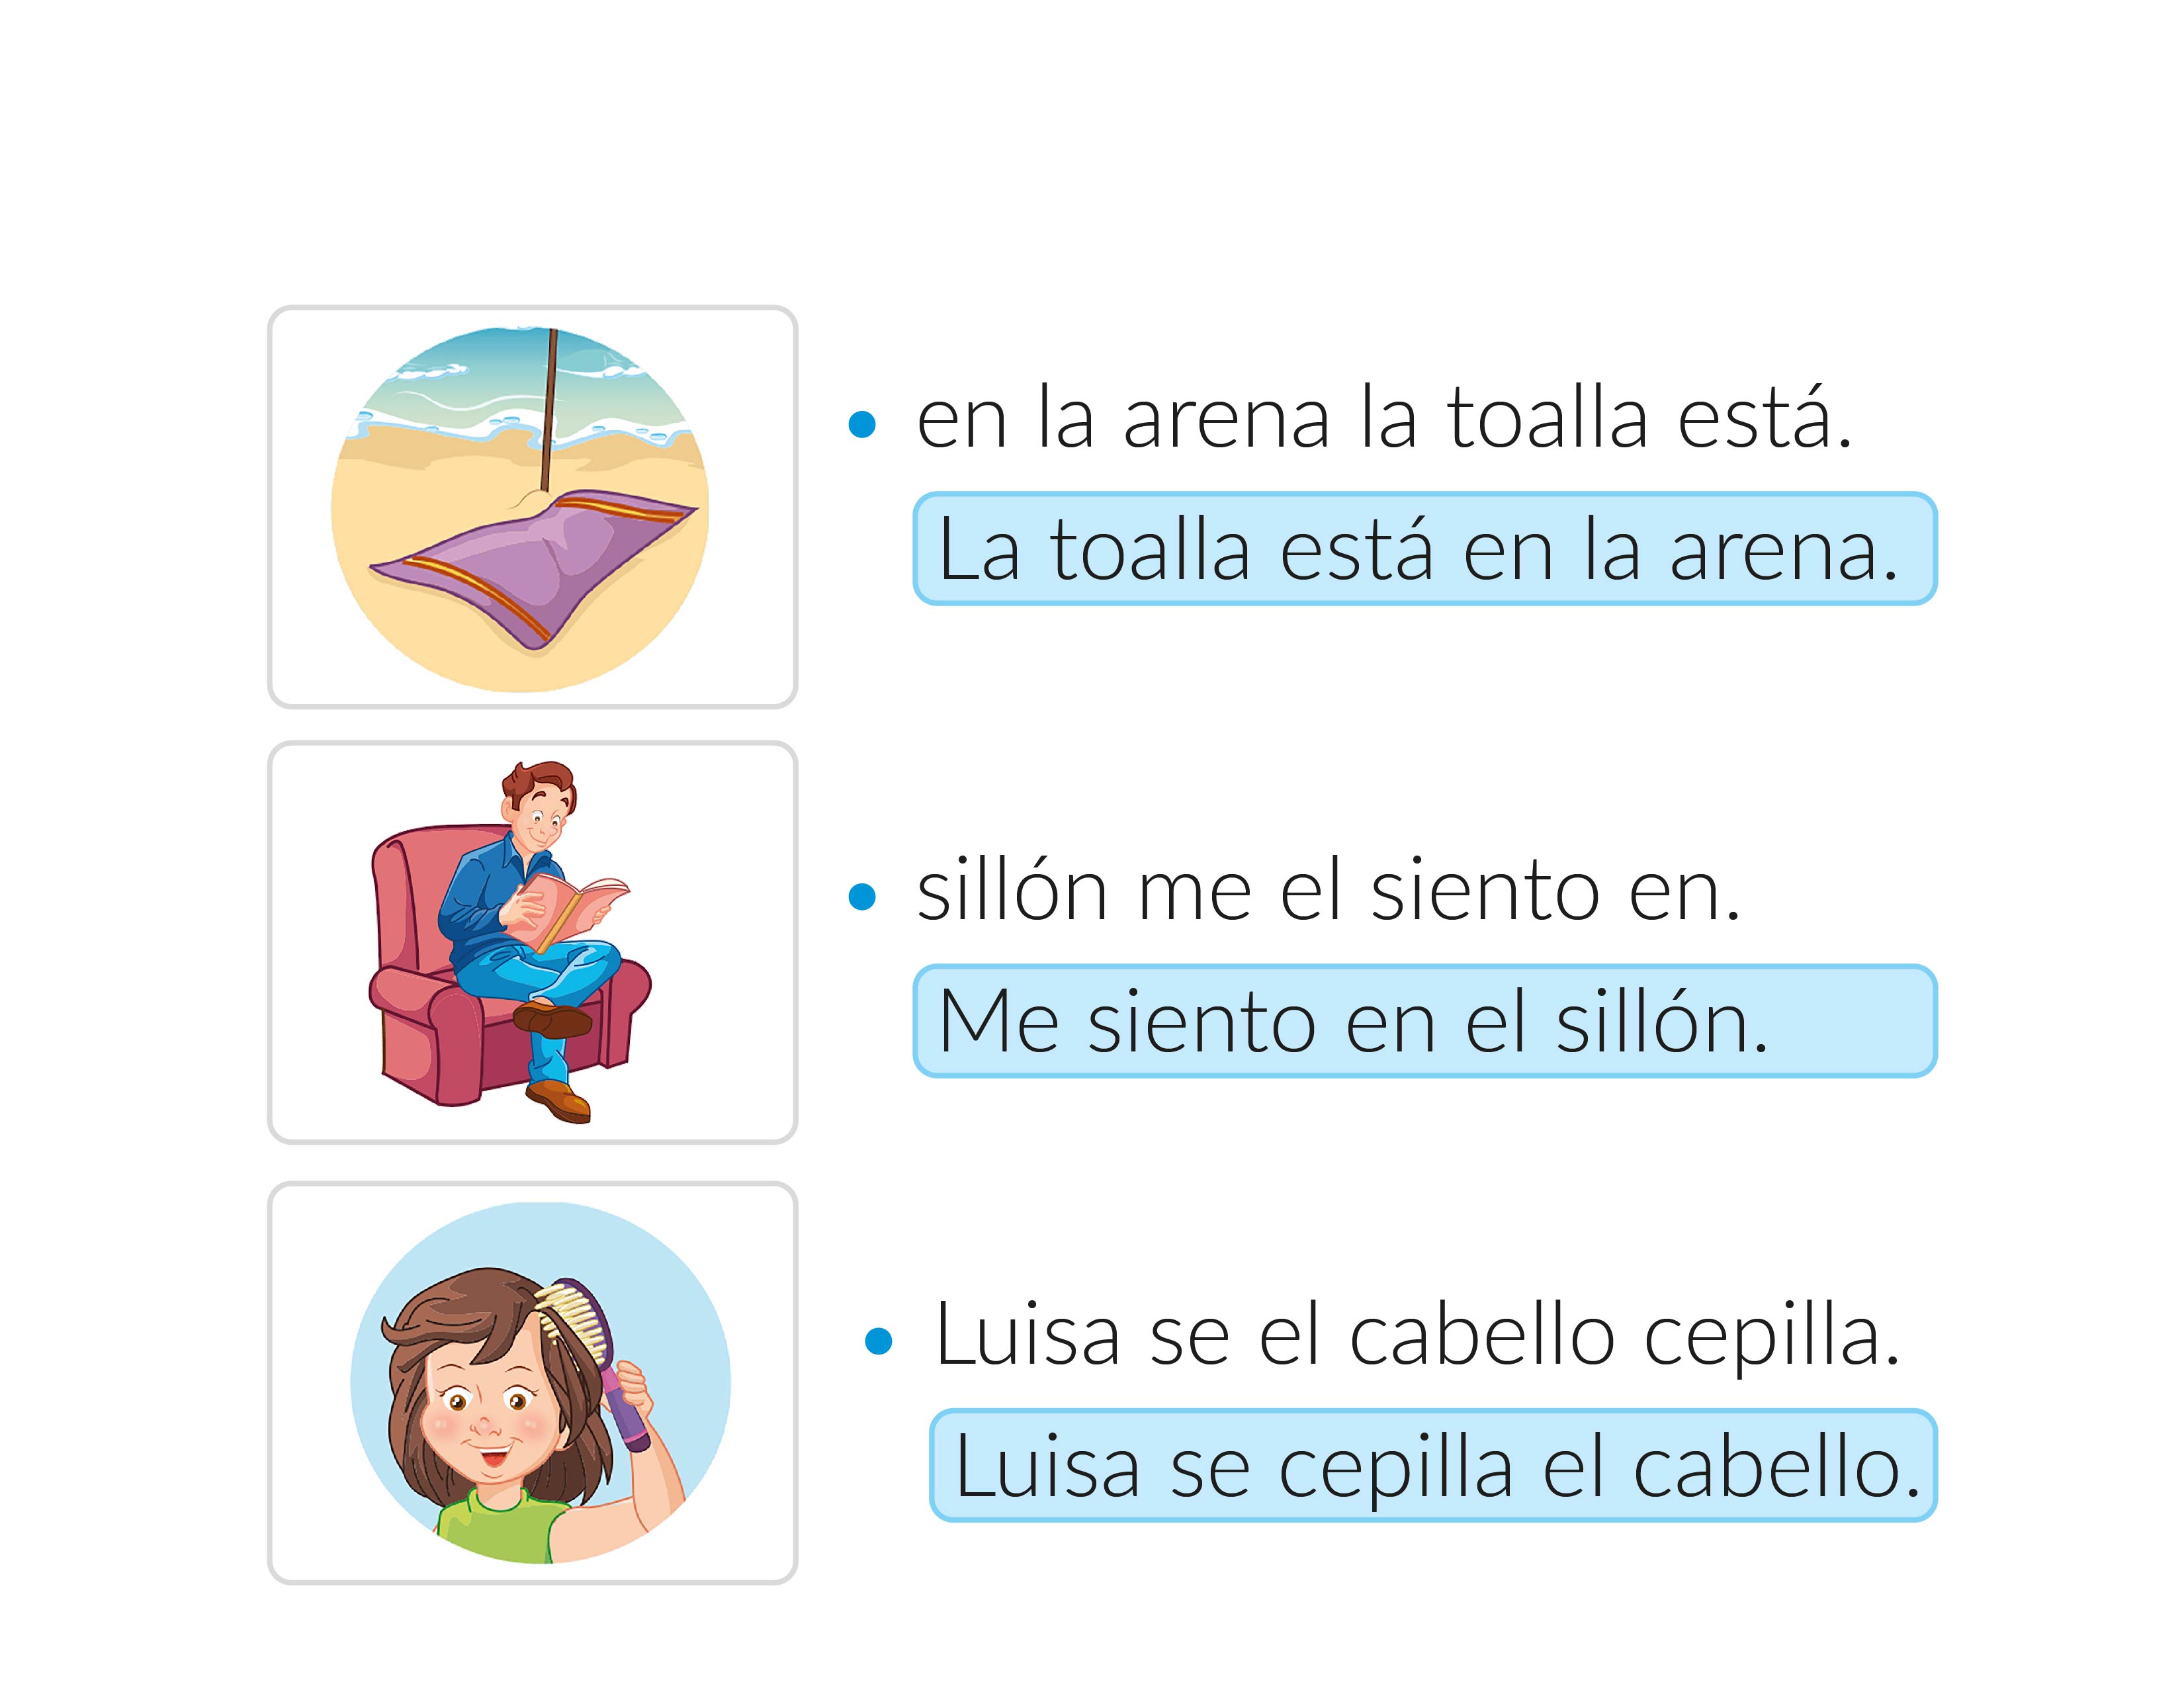 • en la arena la toalla está.
La toalla está en la arena.
• sillón me el siento en.
Me siento en el sillón.
• Luisa se el cabello cepilla.
Luisa se cepilla el cabello.